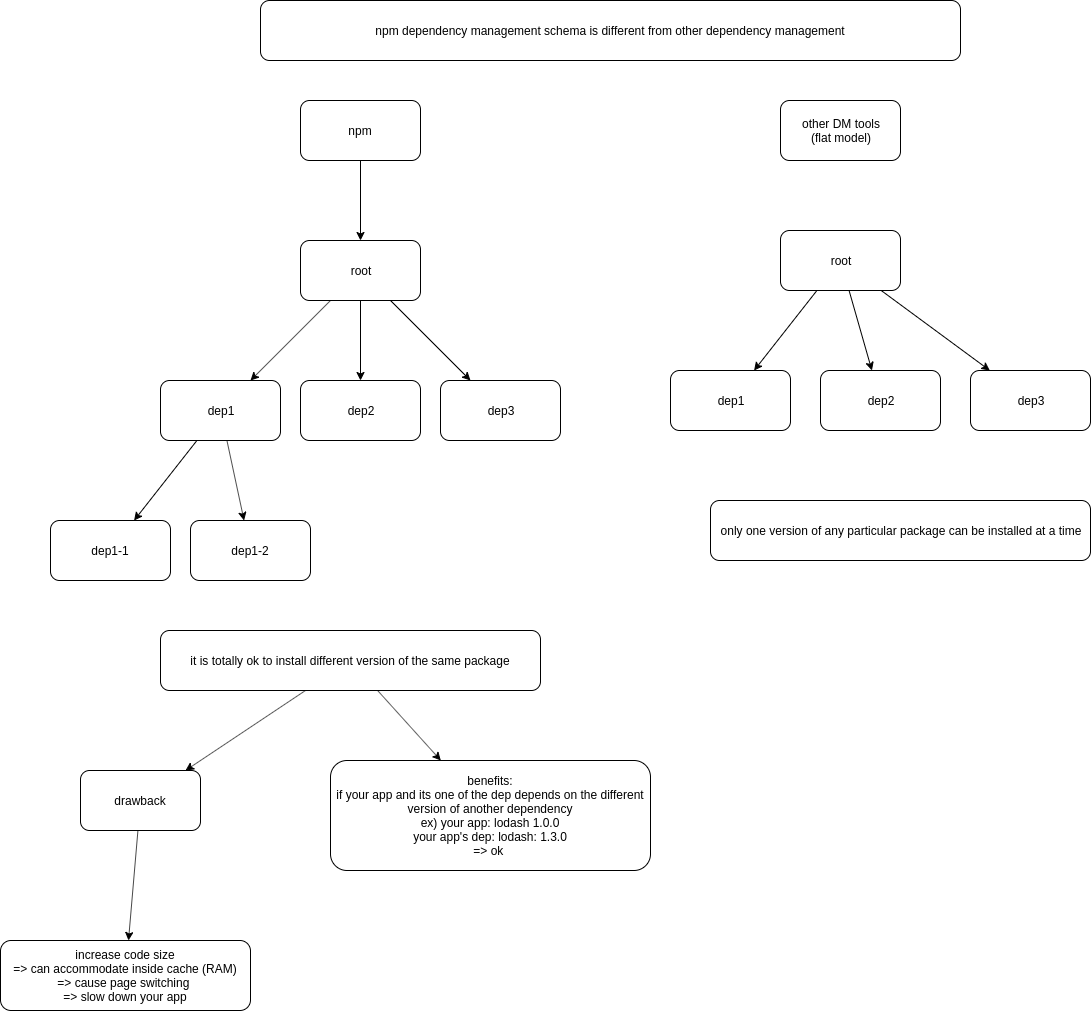 npm dependency management schema is different from other dependency management
npm
other DM tools
(flat model)
root
root
dep1
dep2
dep3
dep1
dep2
dep3
dep1-1
dep1-2
only one version of any particular package can be installed at a time
it is totally ok to install different version of the same package
drawback
benefits:
if your app and its one of the dep depends on the different
version of another dependency
ex) your app: lodash 1.0.0
your app's dep: lodash: 1.3.0
=> ok
increase code size
=> can accommodate inside cache (RAM)
=> cause page switching
=> slow down your app